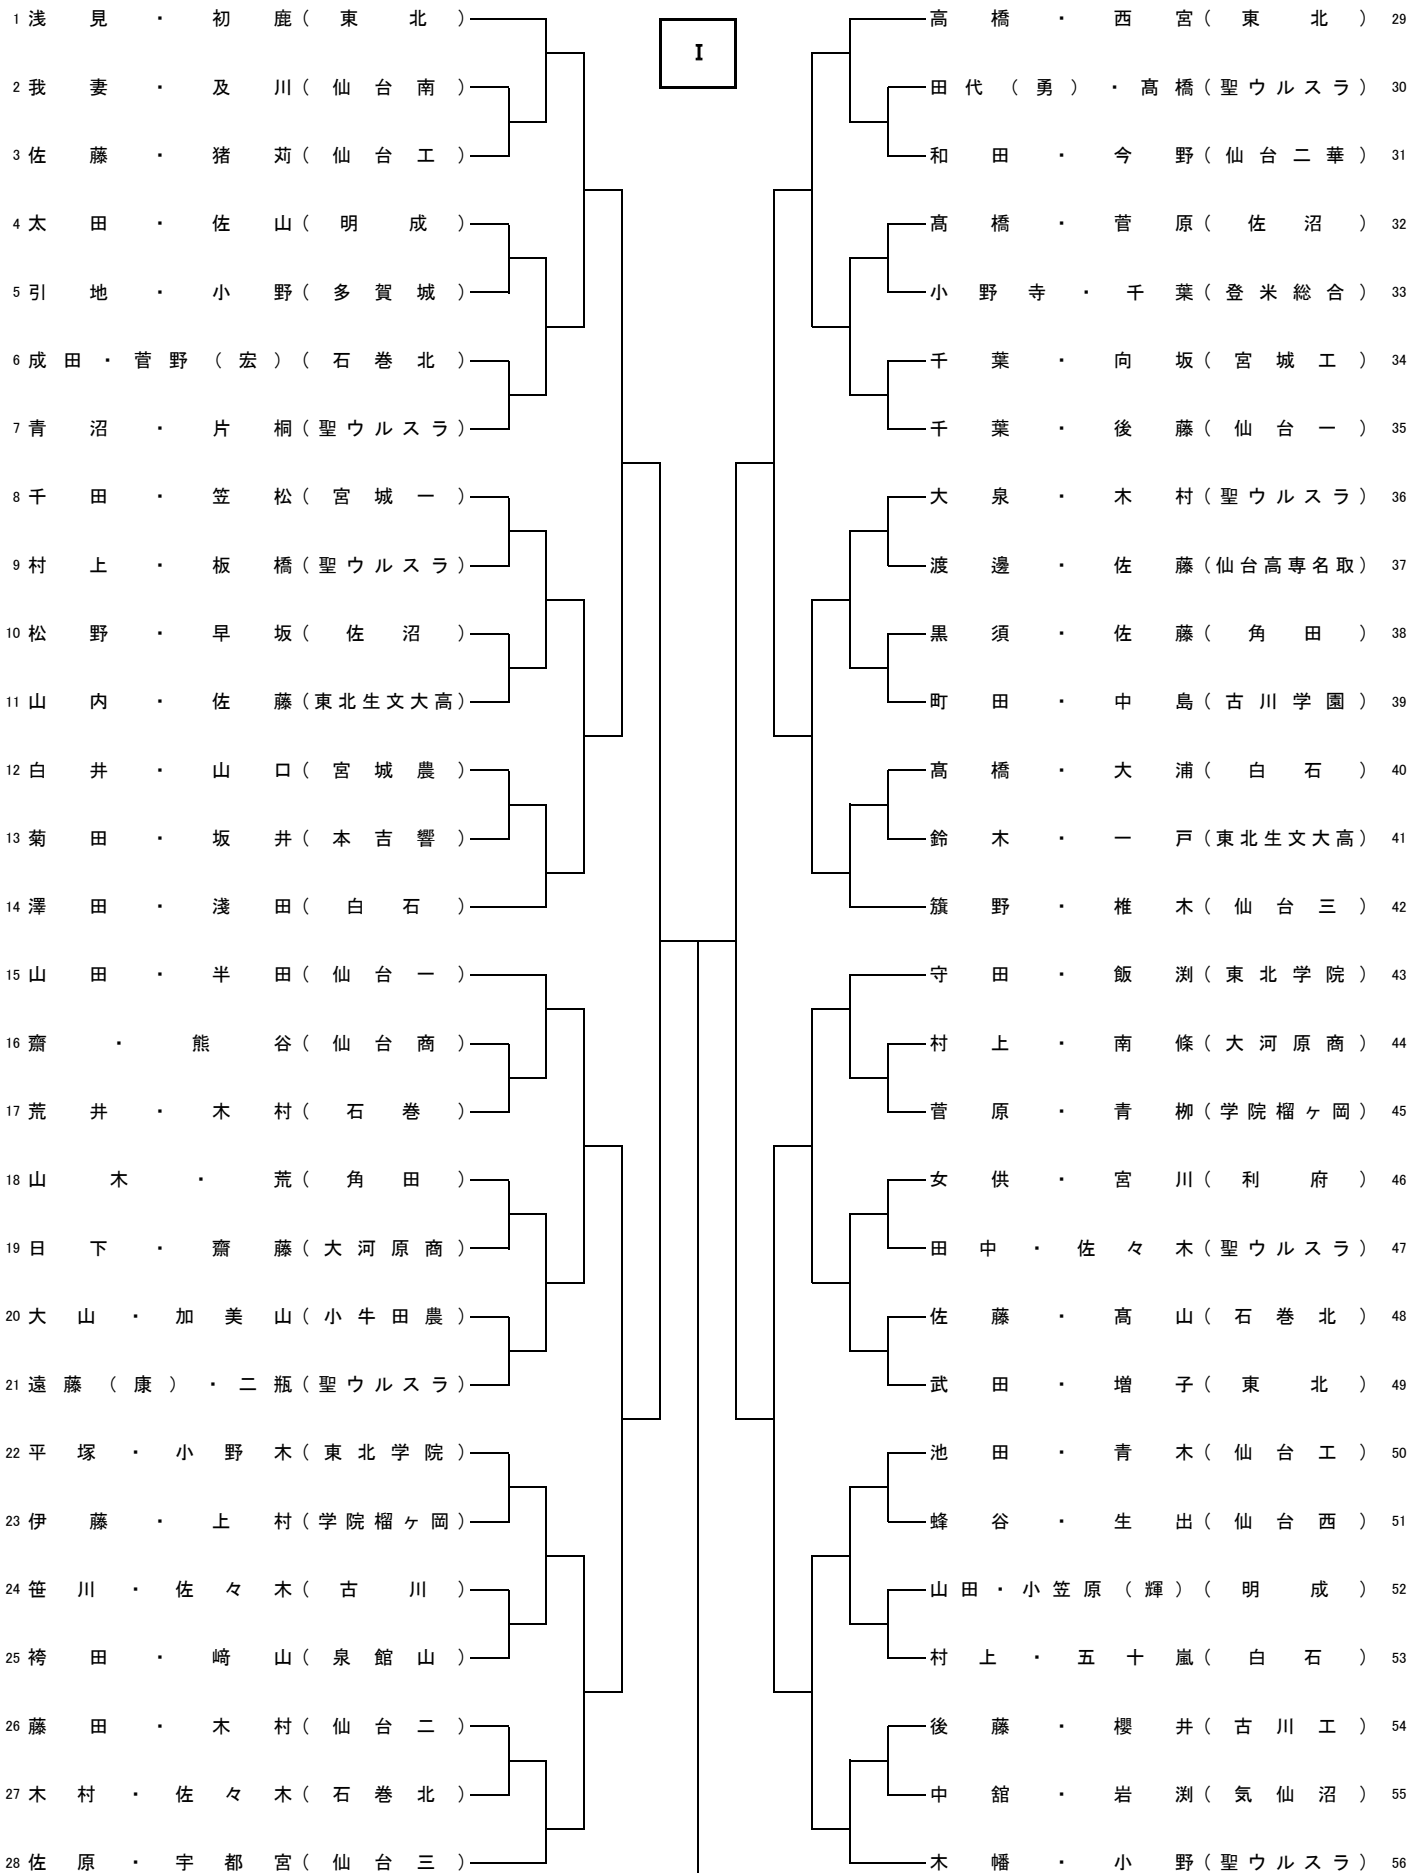 I
1 浅見・初鹿(東北)
2 我妻・及川(仙台南)
3 佐藤・猪苅(仙台工)
4 太田・佐山(明成)
5 引地・小野(多賀城)
6 成田・菅野(宏)(石巻北)
7 青沼・片桐(聖ウルスラ)
8 千田・笠松(宮城一)
9 村上・板橋(聖ウルスラ)
10 松野・早坂(佐沼)
11 山内・佐藤(東北生文大高)
12 白井・山口(宮城農)
13 菊田・坂井(本吉響)
14 澤田・淺田(白石)
15 山田・半田(仙台一)
16 齋・熊谷(仙台商)
17 荒井・木村(石巻)
18 山木・荒(角田)
19 日下・齋藤(大河原商)
20 大山・加美山(小牛田農)
21 遠藤(康)・二瓶(聖ウルスラ)
22 平塚・小野木(東北学院)
23 伊藤・上村(学院榴ヶ岡)
24 笹川・佐々木(古川)
25 袴田・﨑山(泉館山)
26 藤田・木村(仙台二)
27 木村・佐々木(石巻北)
28 佐原・宇都宮(仙台三)
高橋・西宮(東北) 29
田代(勇)・髙橋(聖ウルスラ) 30
和田・今野(仙台二華) 31
髙橋・菅原(佐沼) 32
小野寺・千葉(登米総合) 33
千葉・向坂(宮城工) 34
千葉・後藤(仙台一) 35
大泉・木村(聖ウルスラ) 36
渡邊・佐藤(仙台高専名取) 37
黒須・佐藤(角田) 38
町田・中島(古川学園) 39
髙橋・大浦(白石) 40
鈴木・一戸(東北生文大高) 41
簱野・椎木(仙台三) 42
守田・飯渕(東北学院) 43
村上・南條(大河原商) 44
菅原・青栁(学院榴ヶ岡) 45
女供・宮川(利府) 46
田中・佐々木(聖ウルスラ) 47
佐藤・髙山(石巻北) 48
武田・増子(東北) 49
池田・青木(仙台工) 50
蜂谷・生出(仙台西) 51
山田・小笠原(輝)(明成) 52
村上・五十嵐(白石) 53
後藤・櫻井(古川工) 54
中舘・岩渕(気仙沼) 55
木幡・小野(聖ウルスラ) 56